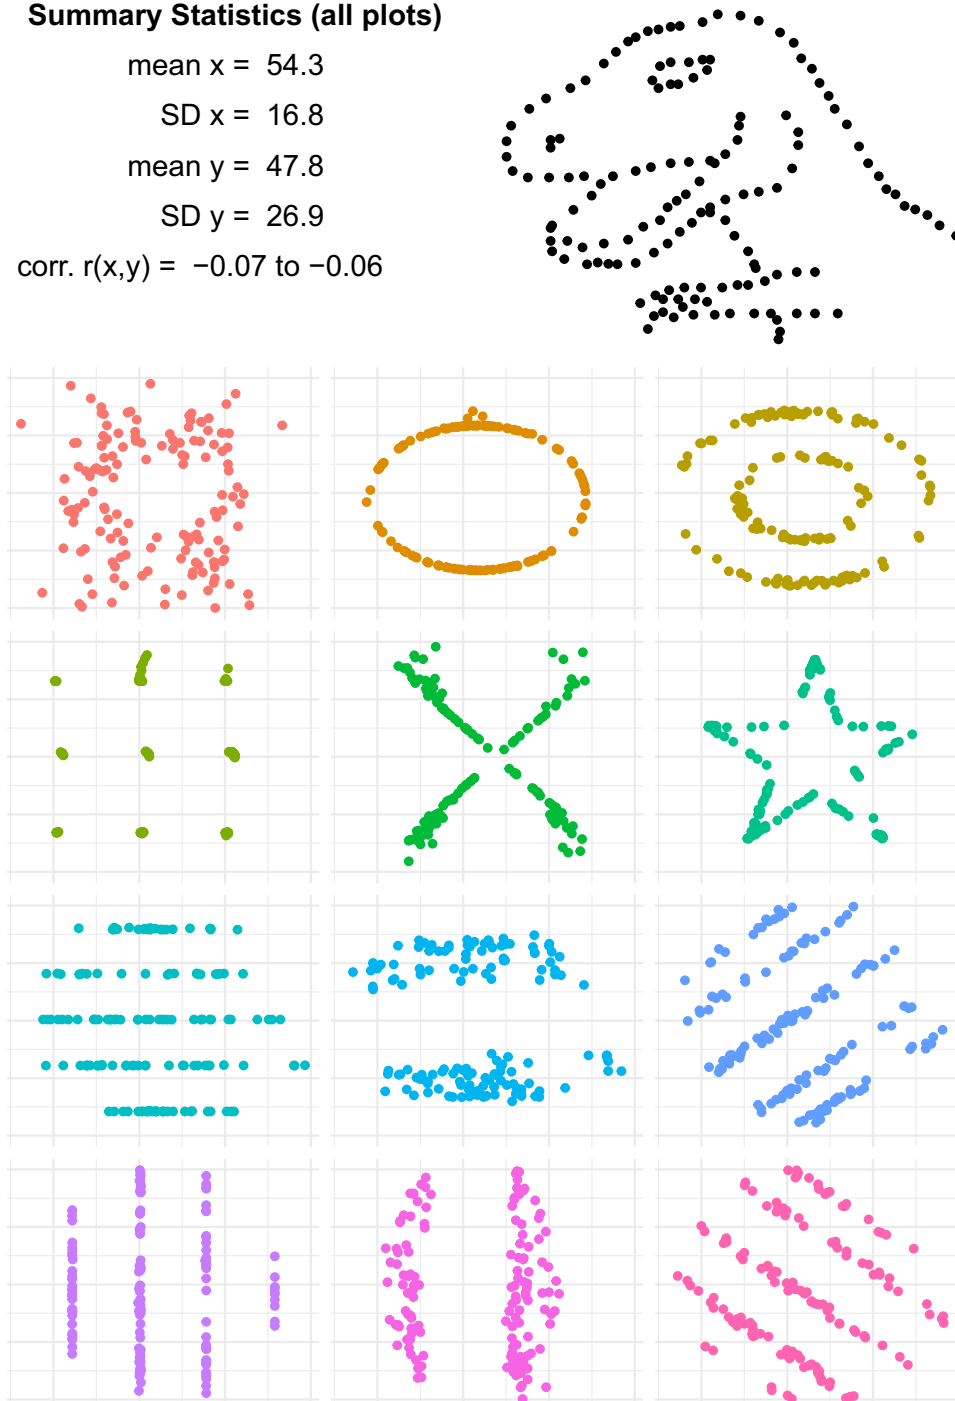 Summary Statistics (all plots)
mean x = 54.3
SD x = 16.8
mean y = 47.8
SD y = 26.9
corr. r(x,y) = −0.07 to −0.06